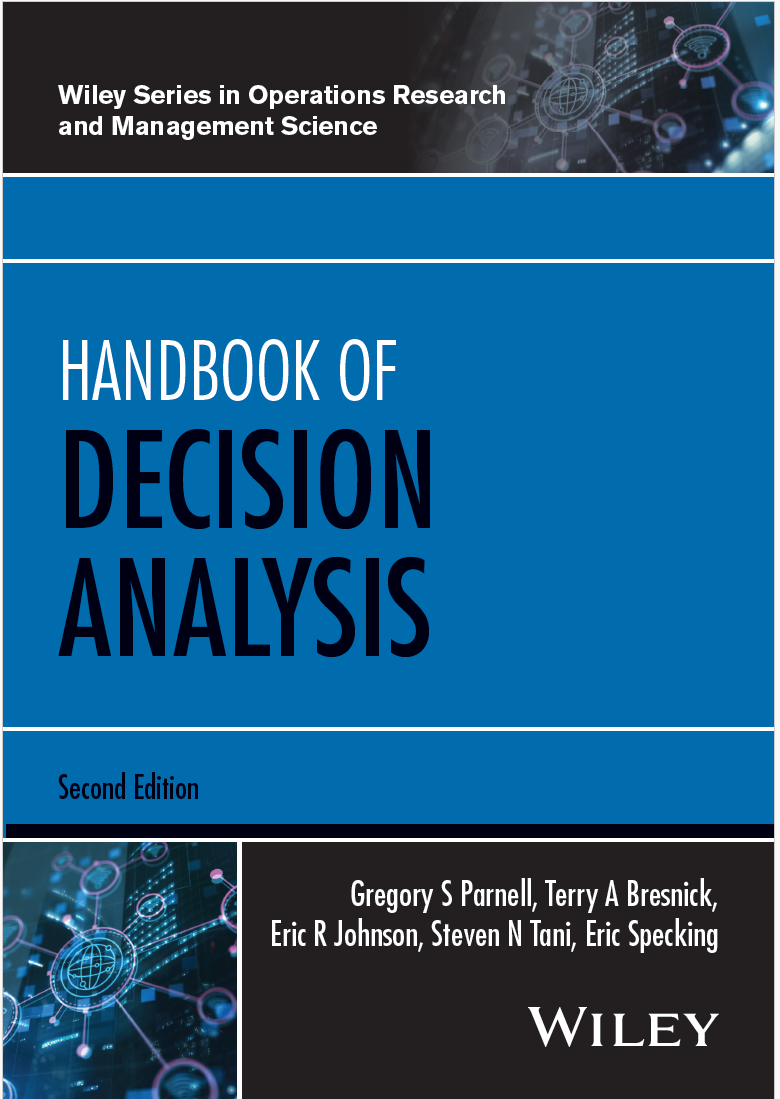 Wiley Series in Operations Research
and Management Science
HANDBOOK OF
DECISION
ANALYSIS
Second Edition
Gregory S Parnell, Terry A Bresnick,
Eric R Johnson, Steven N Tani, Eric Specking
WILEY